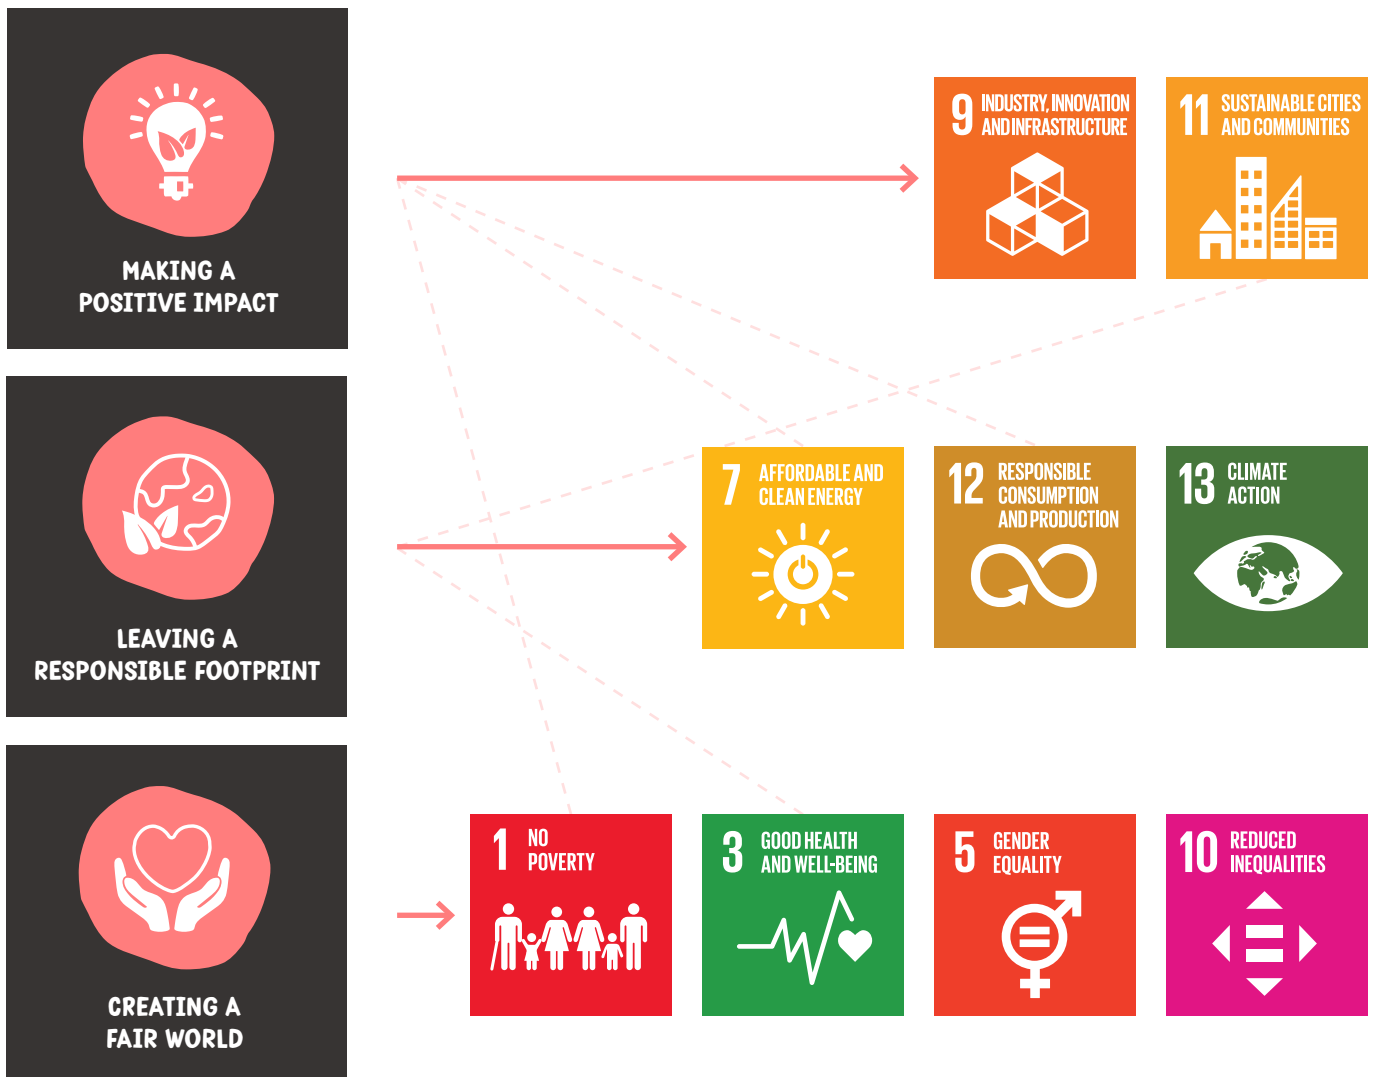 MAKING A
POSITIVE IMPACT
9 INDUSTRY, INNOVATION
AND INFRASTRUCTURE
11 SUSTAINABLE CITIES
AND COMMUNITIES
LEAVING A
RESPONSIBLE FOOTPRINT
7 AFFORDABLE AND
CLEAN ENERGY
12 RESPONSIBLE
CONSUMPTION
AND PRODUCTION
13 CLIMATE
ACTION
CREATING A
FAIR WORLD
1 NO
POVERTY
3 GOOD HEALTH
AND WELL-BEING
5 GENDER
EQUALITY
10 REDUCED
INEQUALITIES